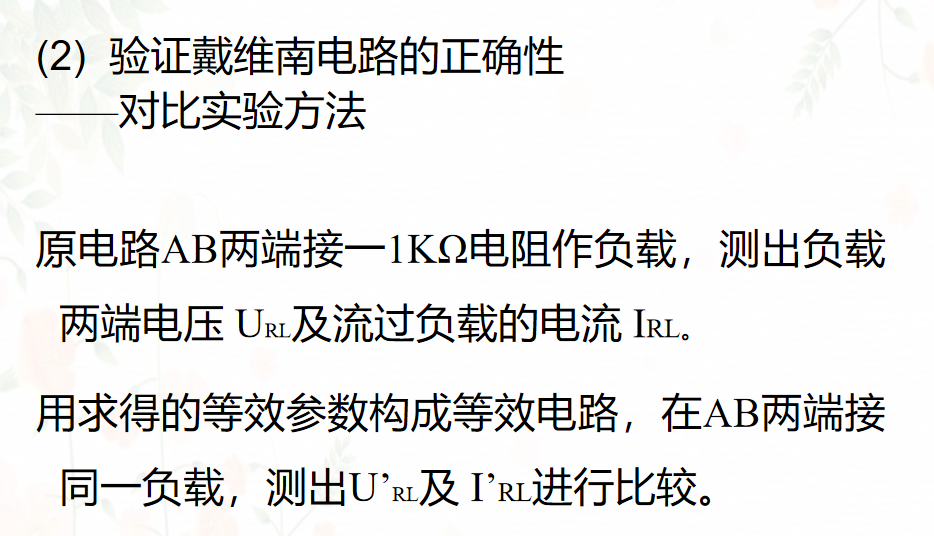 (2) 验证戴维南电路的正确性
——对比实验方法
原电路AB两端接一1KΩ电阻作负载，测出负载
两端电压 URL及流过负载的电流 IRL。
用求得的等效参数构成等效电路，在AB两端接
同一负载，测出U’RL及 I’RL进行比较。